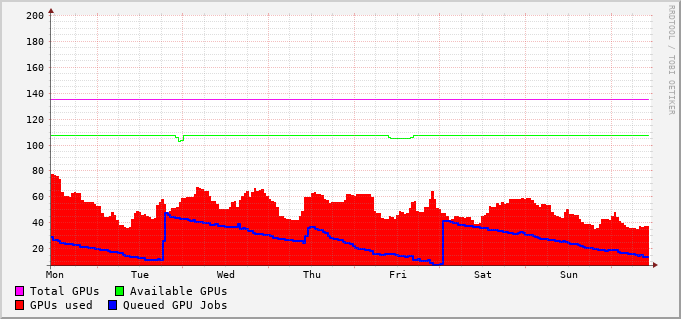 200
180
160
140
120
100
80
60
40
20
Mon Tue Wed Thu Fri Sat Sun
Total GPUs Available GPUs
GPUs used Queued GPU Jobs
RRDTOOL / TOBI OETIKER